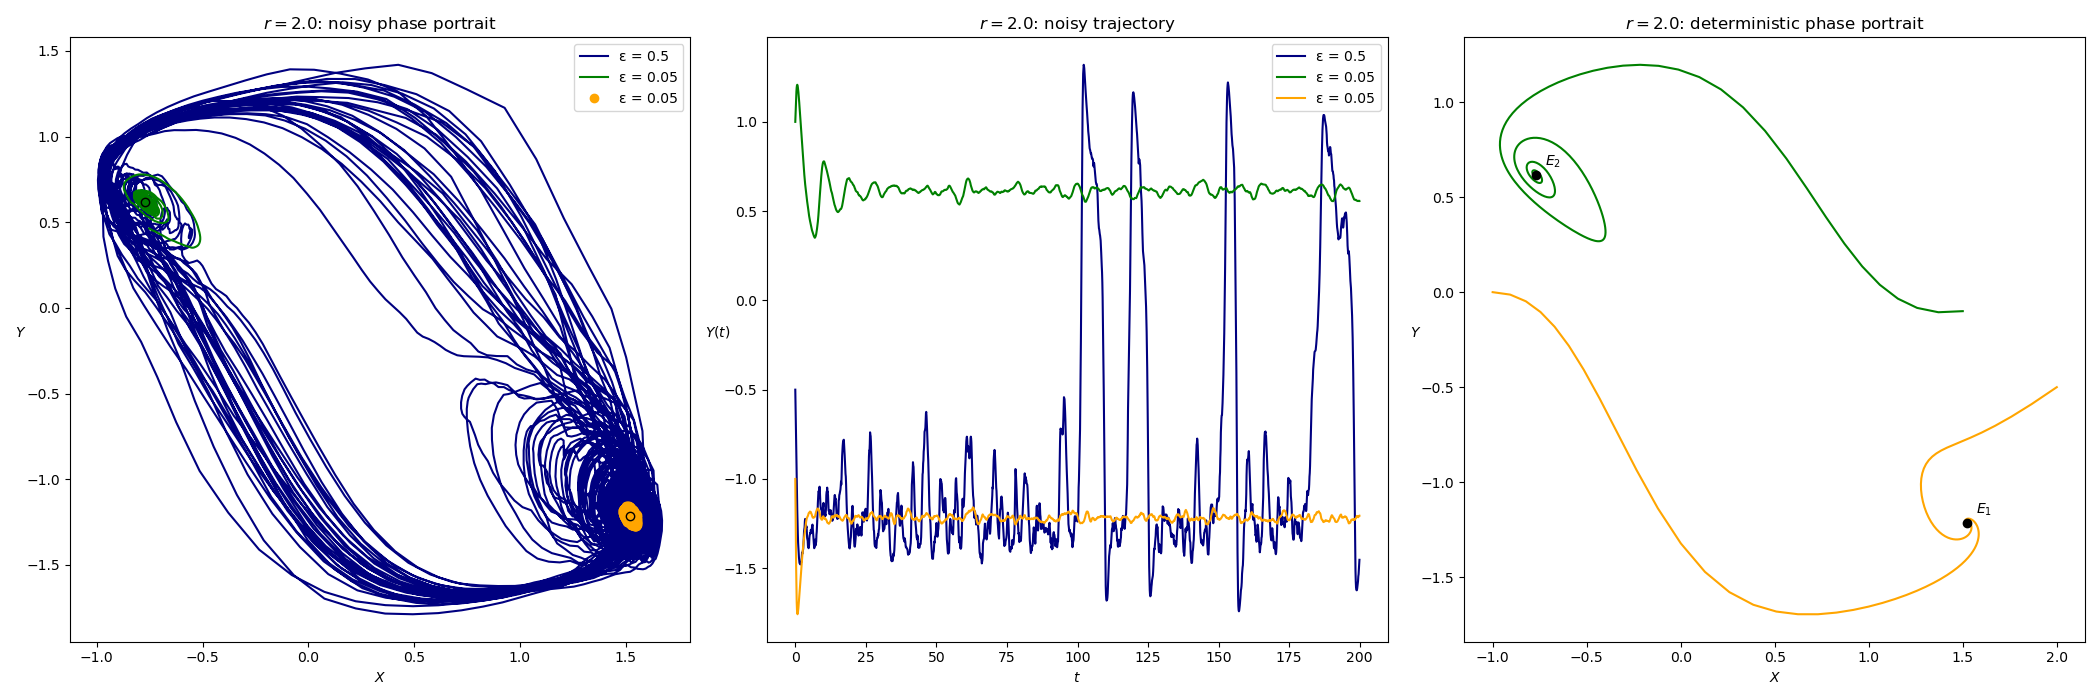 r = 2.0: noisy phase portrait
ε = 0.5
ε = 0.05
ε = 0.05
1.5
1.0
0.5
0.0
−0.5
−1.0
−1.5
Y
−1.0 −0.5 0.0 0.5 1.0 1.5
X
r = 2.0: noisy trajectory
ε = 0.5
ε = 0.05
ε = 0.05
1.0
0.5
0.0
−0.5
−1.0
−1.5
Y(t)
0 25 50 75 100 125 150 175 200
t
r = 2.0: deterministic phase portrait
1.0
0.5
0.0
−0.5
−1.0
−1.5
Y
E₂
E₁
−1.0 −0.5 0.0 0.5 1.0 1.5 2.0
X